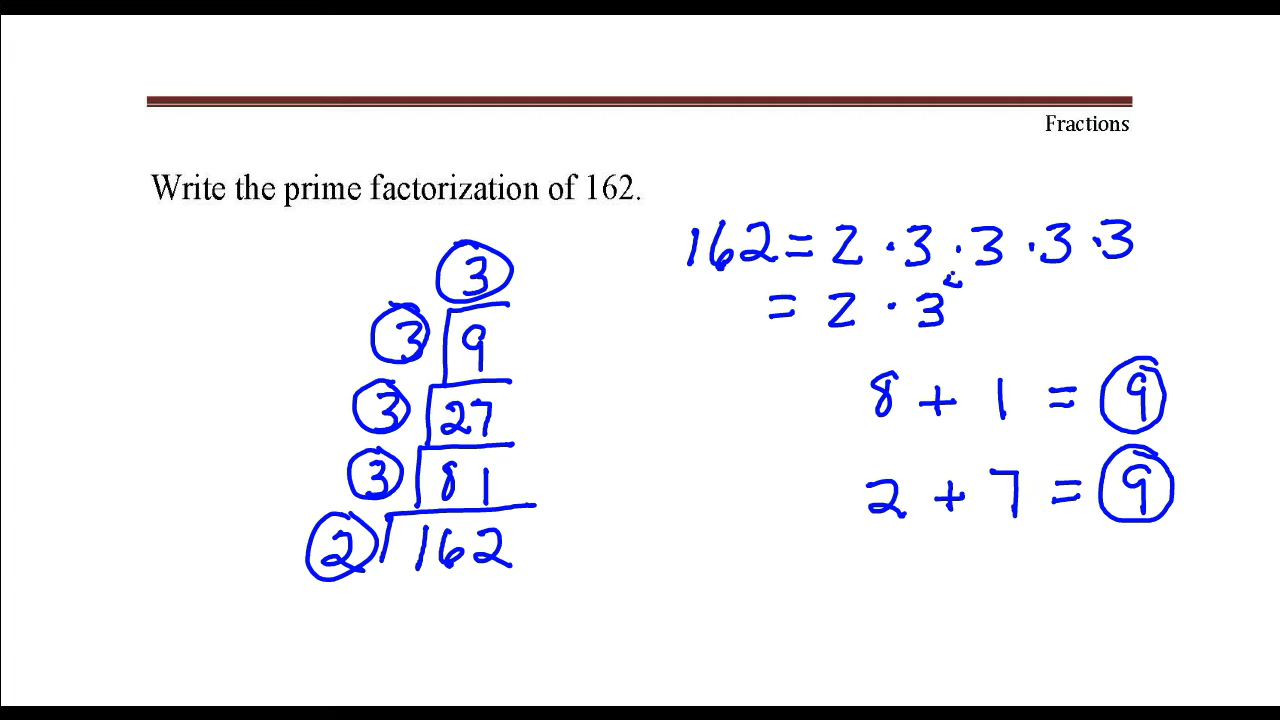 Fractions
Write the prime factorization of 162.
162 = 2 · 3 · 3 · 3 · 3
= 2 · 3
8 + 1 = 9
2 + 7 = 9
3
3 9
3 27
3 81
2 162